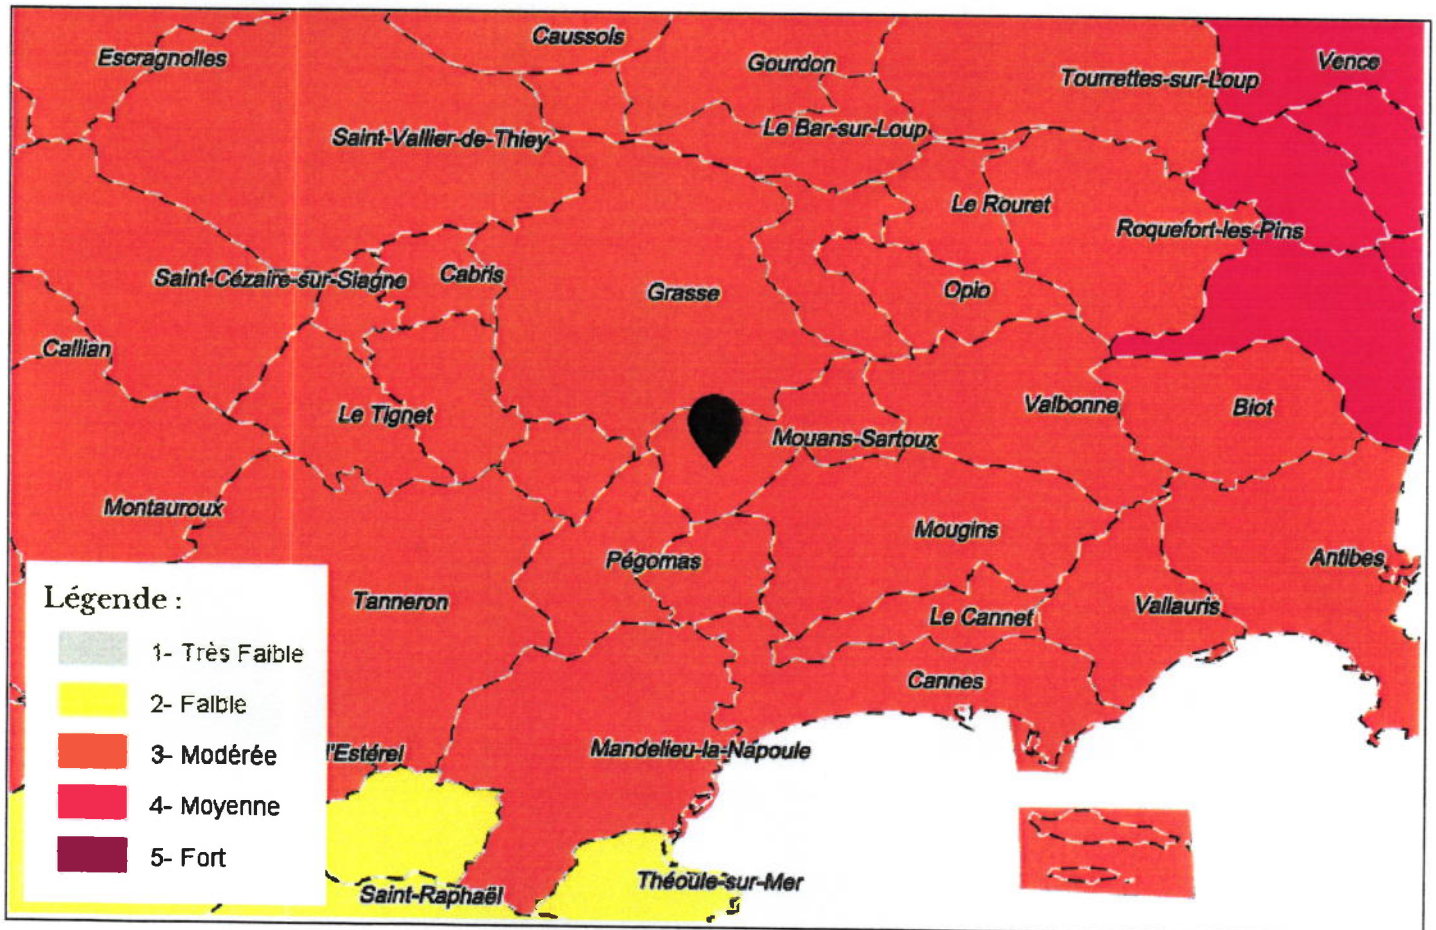 Escragnolles
Caussols
Gourdon
Tourrettes-sur-Loup
Vence
Saint-Vallier-de-Thiey
Le Bar-sur-Loup
Le Rouret
Roquefort-les-Pins
Saint-Cézaire-sur-Siagne
Cabris
Grasse
Opio
Callian
Le Tignet
Mouans-Sartoux
Valbonne
Biot
Montauroux
Mougins
Pégomas
Antibes
Tanneron
Le Cannet
Vallauris
Cannes
l'Estérel
Mandelieu-la-Napoule
Saint-Raphaël
Théoule-sur-Mer
Légende :
1- Très Faible
2- Faible
3- Modérée
4- Moyenne
5- Fort